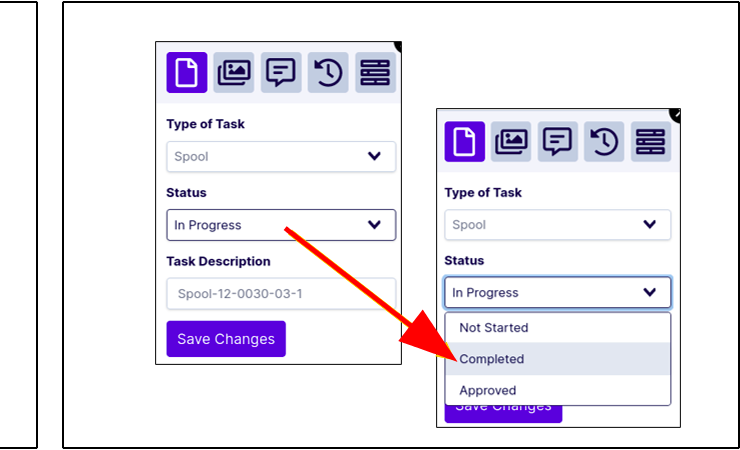 Type of Task
Spool
Status
In Progress
Task Description
Spool-12-0030-03-1
Save Changes
Type of Task
Spool
Status
In Progress
Not Started
Completed
Approved
Save Changes